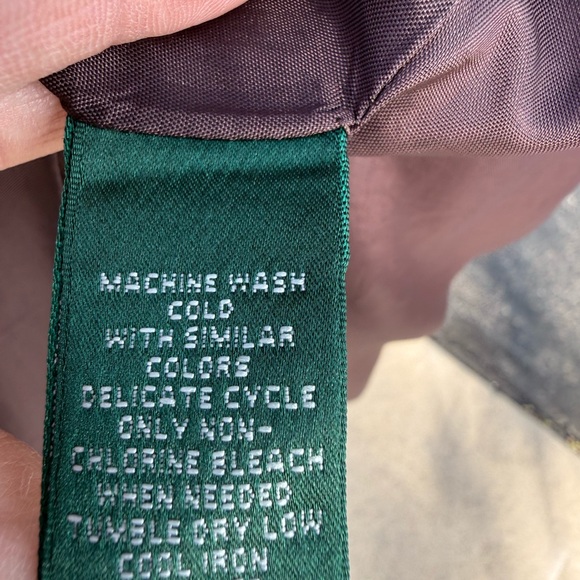 MACHINE WASH
COLD
WITH SIMILAR
COLORS
DELICATE CYCLE
ONLY NON-
CHLORINE BLEACH
WHEN NEEDED
TUMBLE DRY LOW
COOL IRON